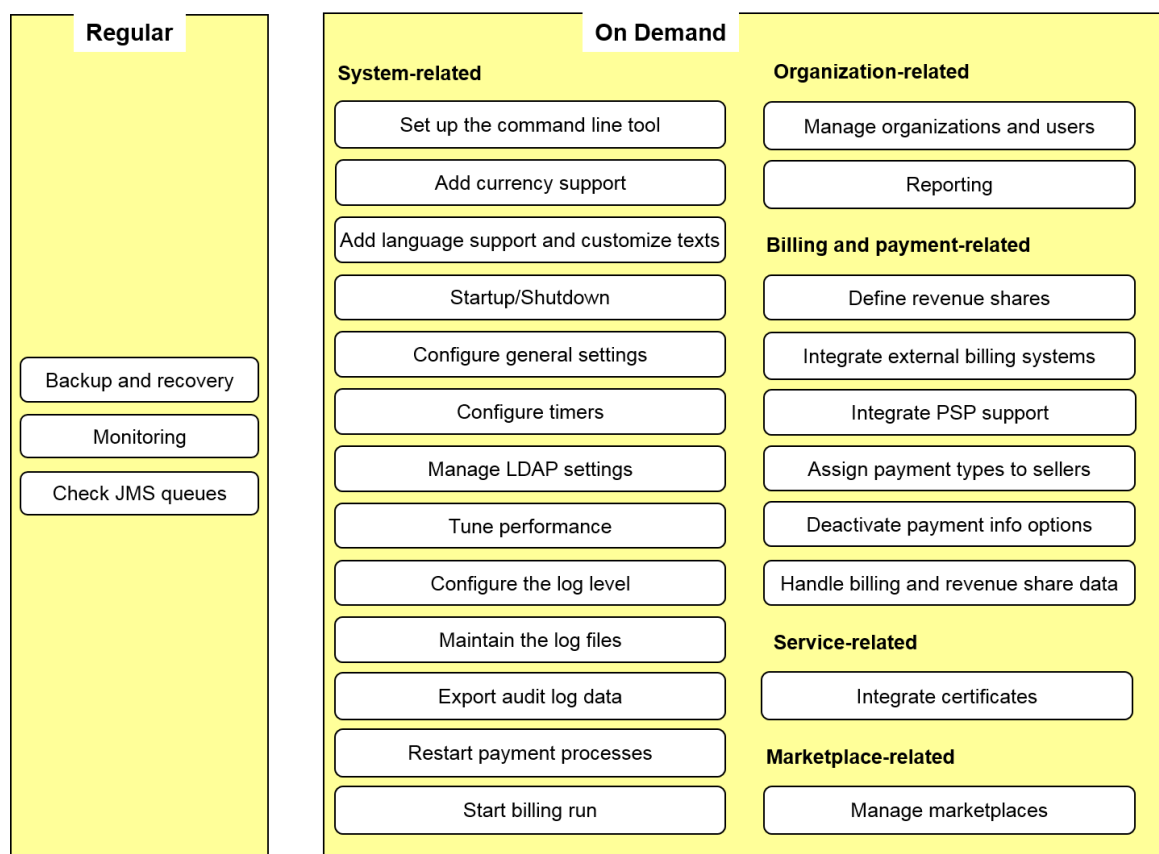 Regular
Backup and recovery
Monitoring
Check JMS queues
On Demand
System-related
Set up the command line tool
Add currency support
Add language support and customize texts
Startup/Shutdown
Configure general settings
Configure timers
Manage LDAP settings
Tune performance
Configure the log level
Maintain the log files
Export audit log data
Restart payment processes
Start billing run
Organization-related
Manage organizations and users
Reporting
Billing and payment-related
Define revenue shares
Integrate external billing systems
Integrate PSP support
Assign payment types to sellers
Deactivate payment info options
Handle billing and revenue share data
Service-related
Integrate certificates
Marketplace-related
Manage marketplaces